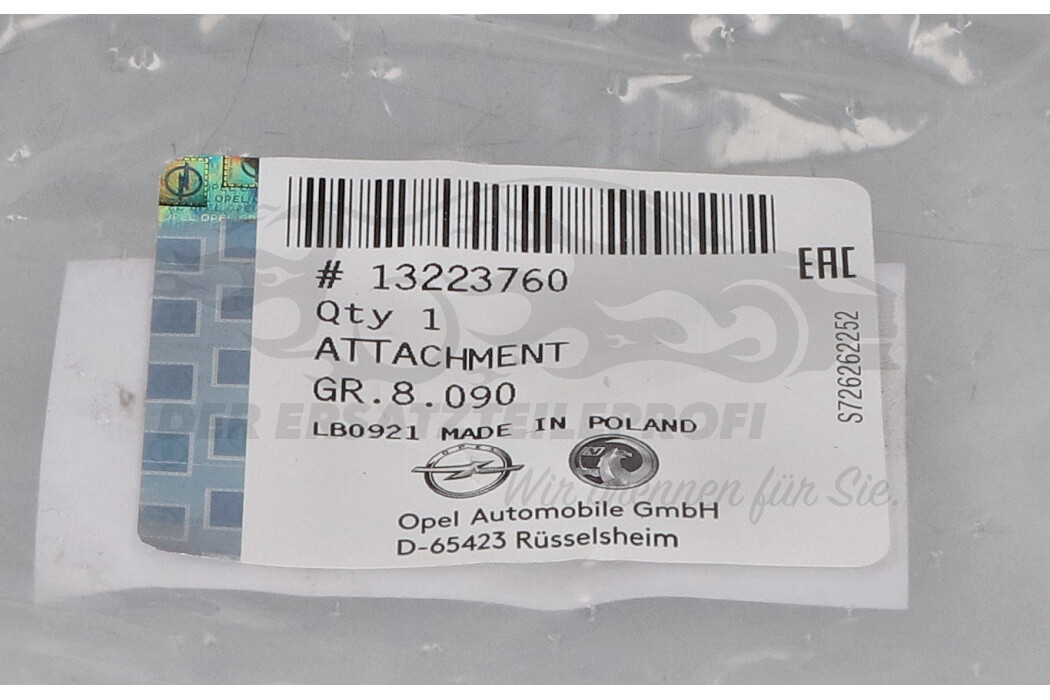 # 13223760
EAC
Qty 1
ATTACHMENT
GR.8.090
LB0921 MADE IN POLAND
Opel Automobile GmbH
D-65423 Rüsselsheim
S726262252
DER ERSATZTEILEPROFI
Wir brennen für Sie.